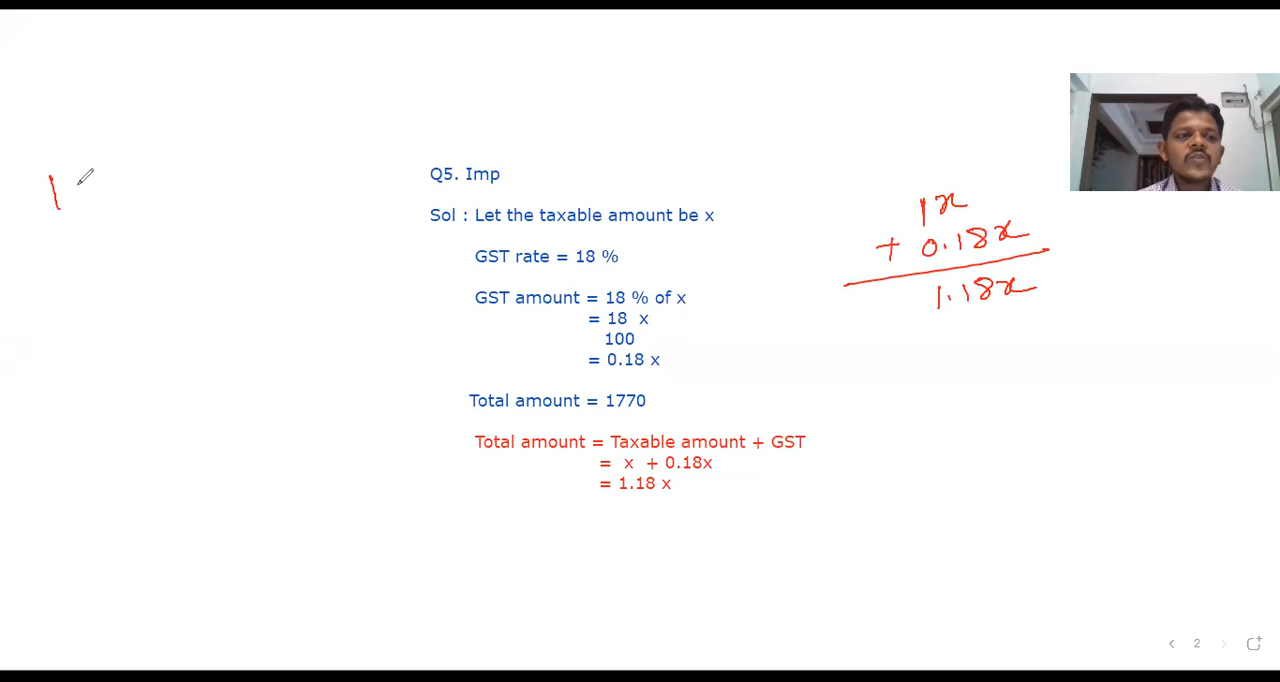 Q5. Imp
Sol : Let the taxable amount be x
GST rate = 18 %
GST amount = 18 % of x
= 18 x
100
= 0.18 x
Total amount = 1770
Total amount = Taxable amount + GST
= x + 0.18x
= 1.18 x
1x
+ 0.18x
1.18x
1
2